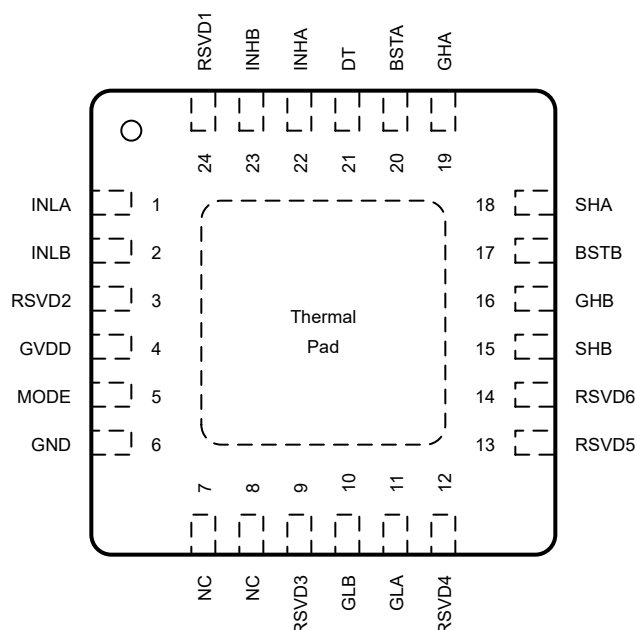 RSVD1
INHB
INHA
DT
BSTA
GHA
24
23
22
21
20
19
INLA 1
INLB 2
RSVD2 3
GVDD 4
MODE 5
GND 6
Thermal
Pad
18 SHA
17 BSTB
16 GHB
15 SHB
14 RSVD6
13 RSVD5
7
8
9
10
11
12
NC
NC
RSVD3
GLB
GLA
RSVD4